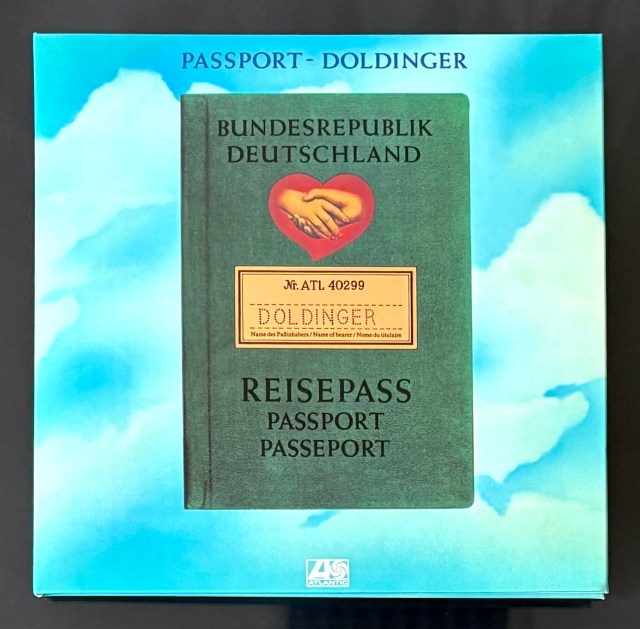 PASSPORT - DOLDINGER
BUNDESREPUBLIK
DEUTSCHLAND
Nr. ATL 40299
DOLDINGER
Name des Paßinhabers / Name of bearer / Nome du titulaire
REISEPASS
PASSPORT
PASSEPORT
ATLANTIC